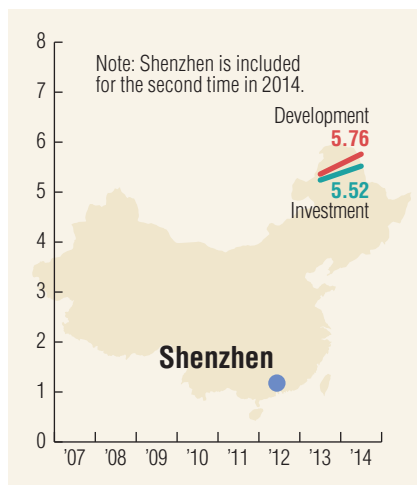 8
Note: Shenzhen is included
for the second time in 2014.
7
Development
6
5.76
5
5.52
Investment
4
3
2
Shenzhen
1
0
'07 '08 '09 '10 '11 '12 '13 '14